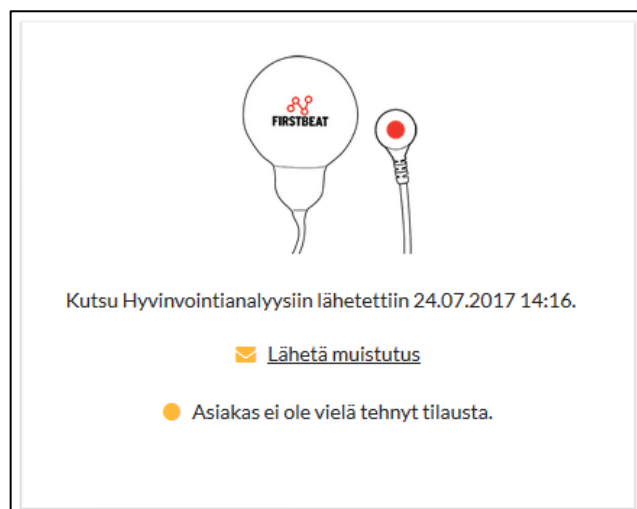 FIRSTBEAT
Kutsu Hyvinvointianalyysiin lähetettiin 24.07.2017 14:16.
Lähetä muistutus
Asiakas ei ole vielä tehnyt tilausta.